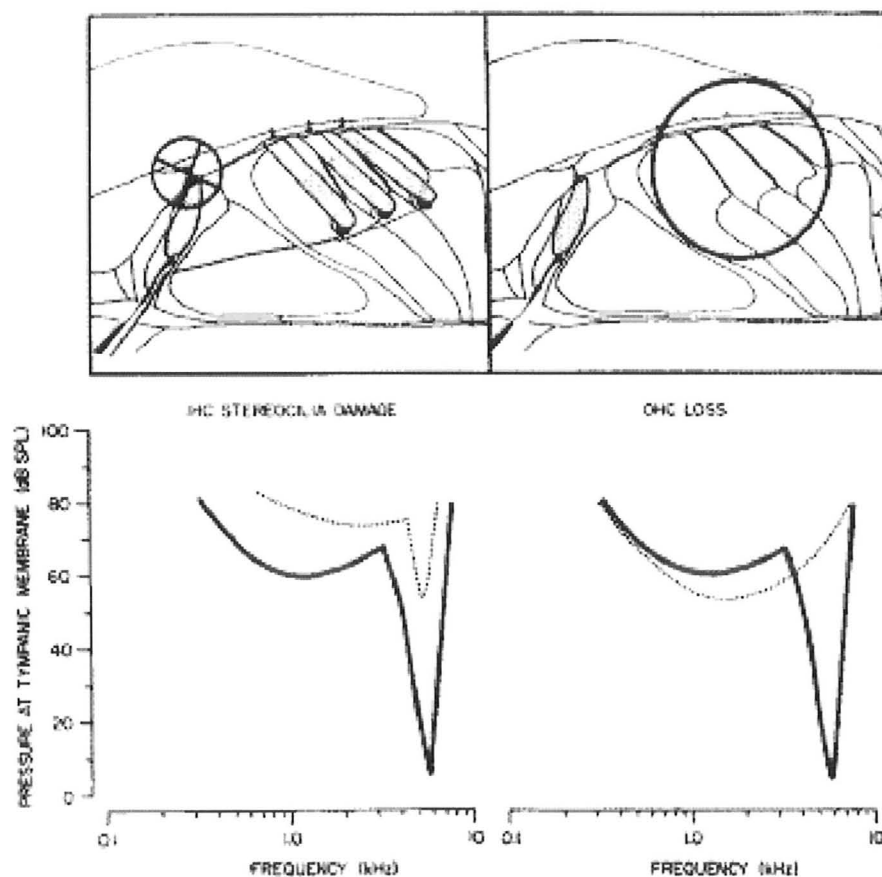 IHC STEREOCILIA DAMAGE
OHC LOSS
PRESSURE AT TYMPANIC MEMBRANE (dB SPL)
100
80
60
40
20
0
0.1
1.0
10
0.1
1.0
10
FREQUENCY (kHz)
FREQUENCY (kHz)